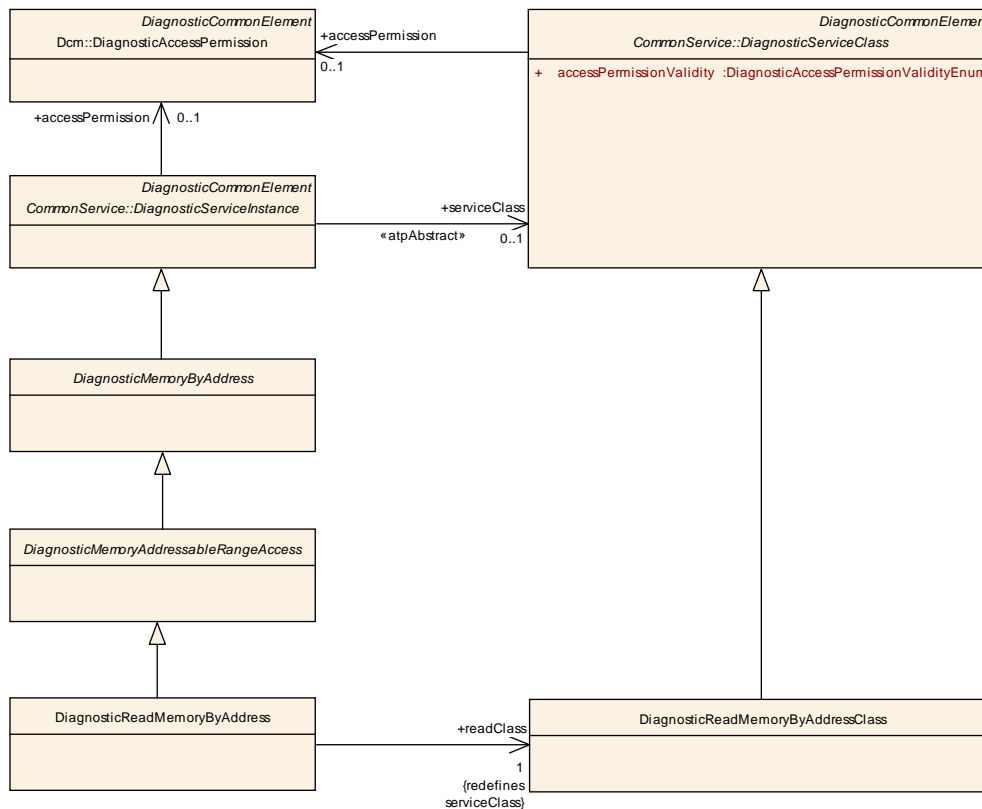 DiagnosticCommonElement
Dcm::DiagnosticAccessPermission
+accessPermission
0..1
DiagnosticCommonElemen
CommonService::DiagnosticServiceClass
+ accessPermissionValidity :DiagnosticAccessPermissionValidityEnum
+accessPermission
0..1
DiagnosticCommonElement
CommonService::DiagnosticServiceInstance
+serviceClass
«atpAbstract»
0..1
DiagnosticMemoryByAddress
DiagnosticMemoryAddressableRangeAccess
DiagnosticReadMemoryByAddress
+readClass
1
{redefines
serviceClass}
DiagnosticReadMemoryByAddressClass